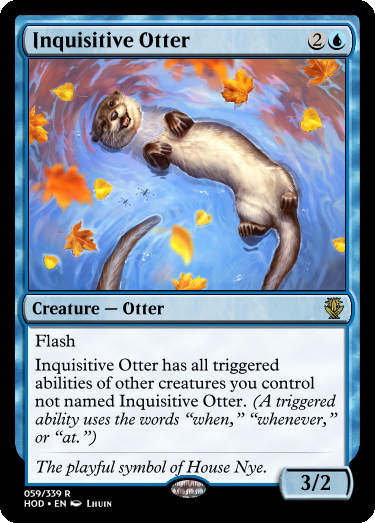 Inquisitive Otter 2
Creature — Otter
Flash
Inquisitive Otter has all triggered
abilities of other creatures you control
not named Inquisitive Otter. (A triggered
ability uses the words “when,” “whenever,”
or “at.”)
The playful symbol of House Nye.
3/2
059/339 R
HOD • EN Lhuin